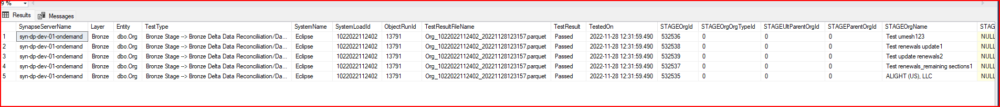 9 %
Results Messages
SynapseServerName Layer Entity TestType SystemName SystemLoadId ObjectRunId TestResultFileName TestResult TestedOn STAGEOrgId STAGEOrgOrgTypeId STAGEUltParentOrgId STAGEParentOrgId STAGEOrgName STAG
1 syn-dp-dev-01-ondemand Bronze dbo.Org Bronze Stage --> Bronze Delta Data Reconciliiation/Da... Eclipse 1022022112402 13791 Org_1022022112402_20221128123157.parquet Passed 2022-11-28 12:31:59.490 532536 0 0 0 Test umesh123 NULL
2 syn-dp-dev-01-ondemand Bronze dbo.Org Bronze Stage --> Bronze Delta Data Reconciliiation/Da... Eclipse 1022022112402 13791 Org_1022022112402_20221128123157.parquet Passed 2022-11-28 12:31:59.490 532538 0 0 0 Test renewals update1 NULL
3 syn-dp-dev-01-ondemand Bronze dbo.Org Bronze Stage --> Bronze Delta Data Reconciliiation/Da... Eclipse 1022022112402 13791 Org_1022022112402_20221128123157.parquet Passed 2022-11-28 12:31:59.490 532539 0 0 0 Test update renewals2 NULL
4 syn-dp-dev-01-ondemand Bronze dbo.Org Bronze Stage --> Bronze Delta Data Reconciliiation/Da... Eclipse 1022022112402 13791 Org_1022022112402_20221128123157.parquet Passed 2022-11-28 12:31:59.490 532537 0 0 0 Test renewals_remaining sections1 NULL
5 syn-dp-dev-01-ondemand Bronze dbo.Org Bronze Stage --> Bronze Delta Data Reconciliiation/Da... Eclipse 1022022112402 13791 Org_1022022112402_20221128123157.parquet Passed 2022-11-28 12:31:59.490 532535 0 0 0 ALIGHT (US), LLC NULL